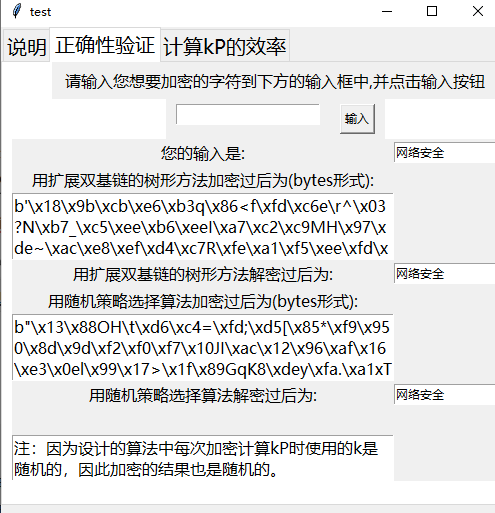 test
说明 正确性验证 计算kP的效率
请输入您想要加密的字符到下方的输入框中,并点击输入按钮
输入
您的输入是: 网络安全
用扩展双基链的树形方法加密过后为(bytes形式):
b'\x18\x9b\xcb\xe6\xb3q\x86<f\xfd\xc6e\r^\x03
?N\xb7_\xc5\xee\xb6\xeeI\xa7\xc2\xc9MH\x97\x
de~\xac\xe8\xef\xd4\xc7R\xfe\xa1\xf5\xee\xfd\x
用扩展双基链的树形方法解密过后为: 网络安全
用随机策略选择算法加密过后为(bytes形式):
b"\x13\x88OH\t\xd6\xc4=\xfd;\xd5[\x85*\xf9\x95
0\x8d\x9d\xf2\xf0\xf7\x10JI\xac\x12\x96\xaf\x16
\xe3\x0el\x99\x17>\x1f\x89GqK8\xdey\xfa.\xa1xT
用随机策略选择算法解密过后为: 网络安全
注：因为设计的算法中每次加密计算kP时使用的k是
随机的，因此加密的结果也是随机的。